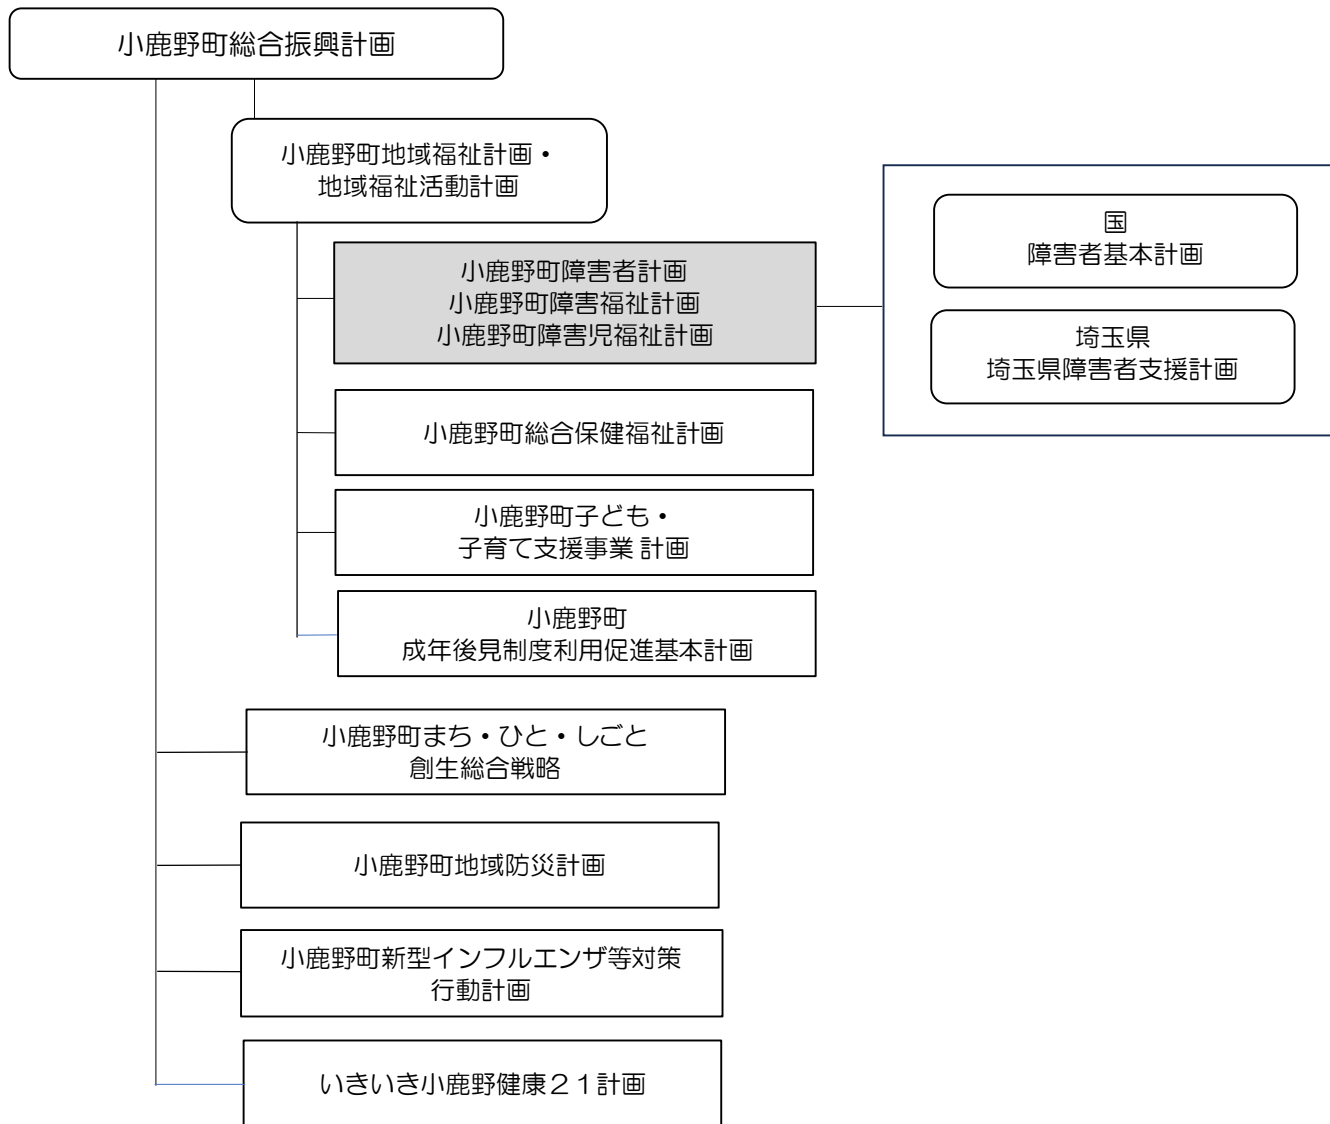 小鹿野町総合振興計画
小鹿野町地域福祉計画・
地域福祉活動計画
小鹿野町障害者計画
小鹿野町障害福祉計画
小鹿野町障害児福祉計画
国
障害者基本計画
埼玉県
埼玉県障害者支援計画
小鹿野町総合保健福祉計画
小鹿野町子ども・
子育て支援事業 計画
小鹿野町
成年後見制度利用促進基本計画
小鹿野町まち・ひと・しごと
創生総合戦略
小鹿野町地域防災計画
小鹿野町新型インフルエンザ等対策
行動計画
いきいき小鹿野健康２１計画